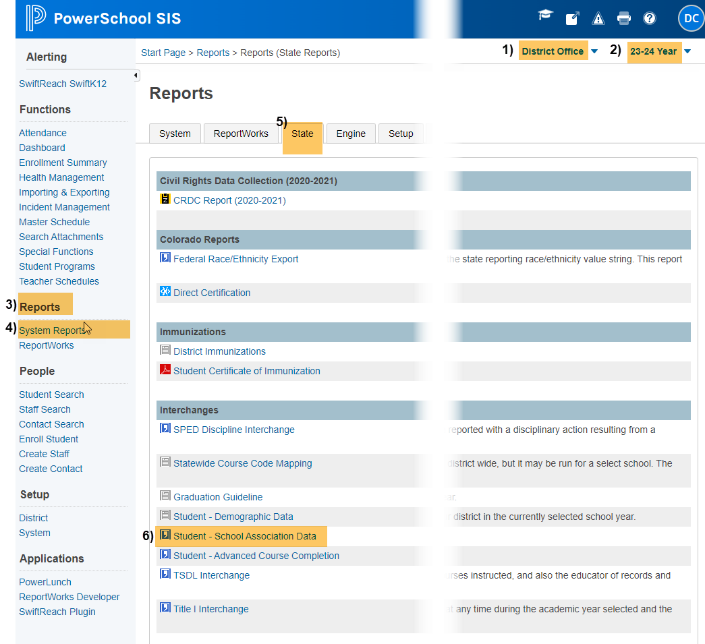 PowerSchool SIS
DC
Alerting
SwiftReach SwiftK12
Functions
Attendance
Dashboard
Enrollment Summary
Health Management
Importing & Exporting
Incident Management
Master Schedule
Search Attachments
Special Functions
Student Programs
Teacher Schedules
3) Reports
4) System Reports
ReportWorks
People
Student Search
Staff Search
Contact Search
Enroll Student
Create Staff
Create Contact
Setup
District
System
Applications
PowerLunch
ReportWorks Developer
SwiftReach Plugin
Start Page > Reports > Reports (State Reports)
1) District Office 2) 23-24 Year
Reports
5)
System ReportWorks State Engine Setup
Civil Rights Data Collection (2020-2021)
CRDC Report (2020-2021)
Colorado Reports
Federal Race/Ethnicity Export he state reporting race/ethnicity value string. This report
Direct Certification
Immunizations
District Immunizations
Student Certificate of Immunization
Interchanges
SPED Discipline Interchange reported with a disciplinary action resulting from a
Statewide Course Code Mapping district wide, but it may be run for a select school. The
Graduation Guideline
Student - Demographic Data district in the currently selected school year.
6) Student - School Association Data
Student - Advanced Course Completion
TSDL Interchange rses instructed, and also the educator of records and
Title I Interchange at any time during the academic year selected and the